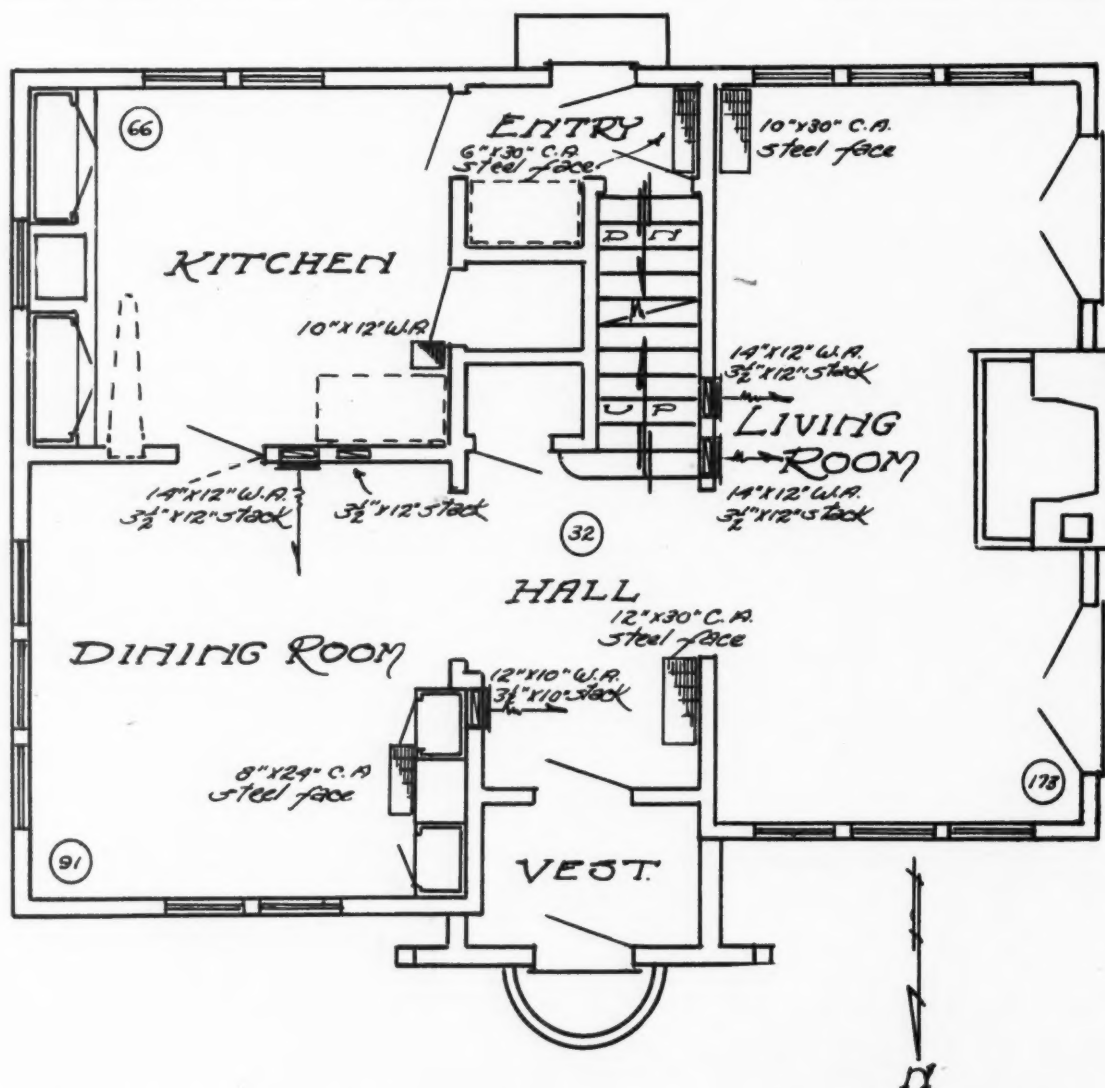 66
ENTRY
6"x30" C.A.
steel face
10"x30" C.A.
steel face
KITCHEN
DN
10"x12" W.A.
14"x12" W.A.
3½"x12" stack
UP
LIVING
ROOM
14"x12" W.A.
3½"x12" stack
14"x12" W.A.
3½"x12" stack
3½"x12" stack
32
HALL
12"x30" C.A.
steel face
DINING ROOM
12"x10" W.A.
3½"x10" stack
8"x24" C.A.
steel face
173
91
VEST.
N